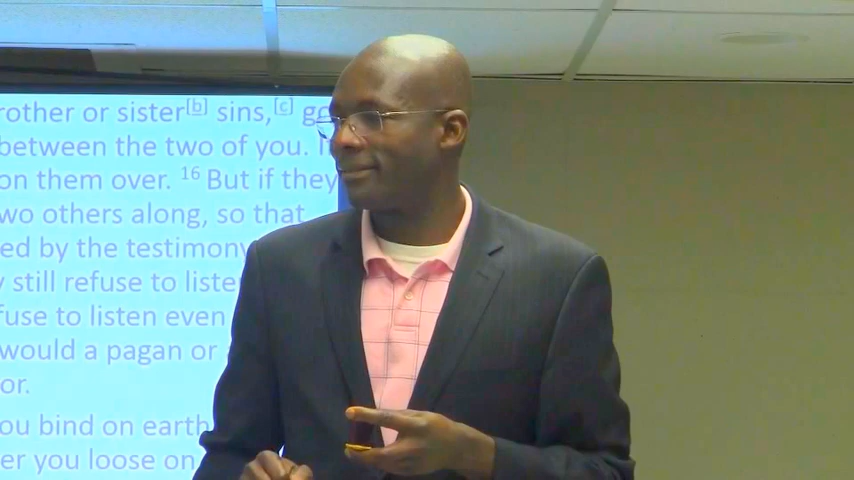 rother or sister[b] sins,[c] go
between the two of you.
on them over. 16 But if they
wo others along, so that
ed by the testimony
still refuse to liste
fuse to listen even
would a pagan or
or.
ou bind on earth
er you loose on